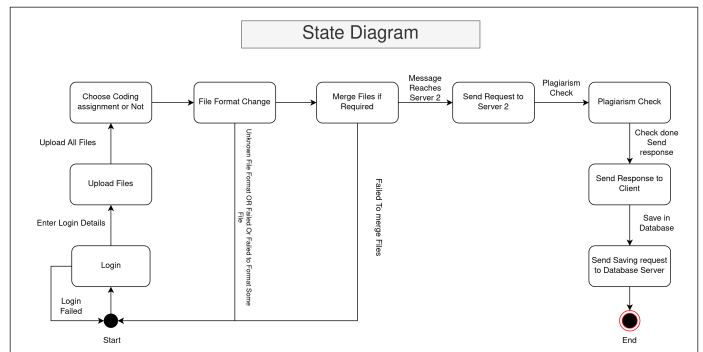 State Diagram
Choose Coding
assignment or Not
File Format Change
Merge Files if
Required
Message
Reaches
Server 2
Send Request to
Server 2
Plagiarism
Check
Plagiarism Check
Upload All Files
Check done
Send
response
Upload Files
Send Response to
Client
Unknown File Format OR Failed Or Failed to Format Some
File
Failed To merge Files
Enter Login Details
Save in
Database
Login
Send Saving request
to Database Server
Login
Failed
Start
End